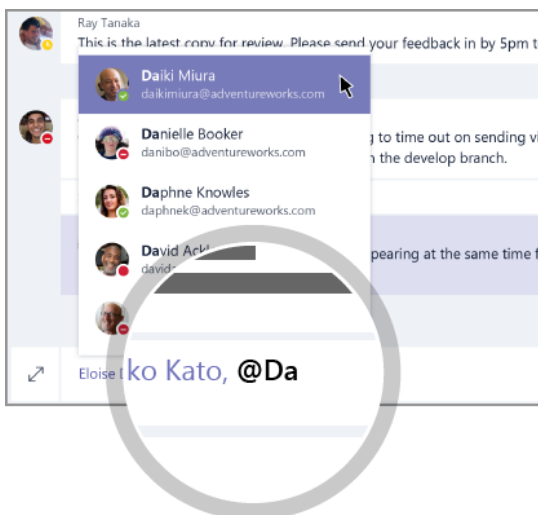 Ray Tanaka
This is the latest copy for review. Please send your feedback in by 5pm t
Daiki Miura
daikimiura@adventureworks.com
Danielle Booker
danibo@adventureworks.com
g to time out on sending vi
n the develop branch.
Daphne Knowles
daphnek@adventureworks.com
David Ackl
davida
pearing at the same time f
Eloise
ko Kato, @Da